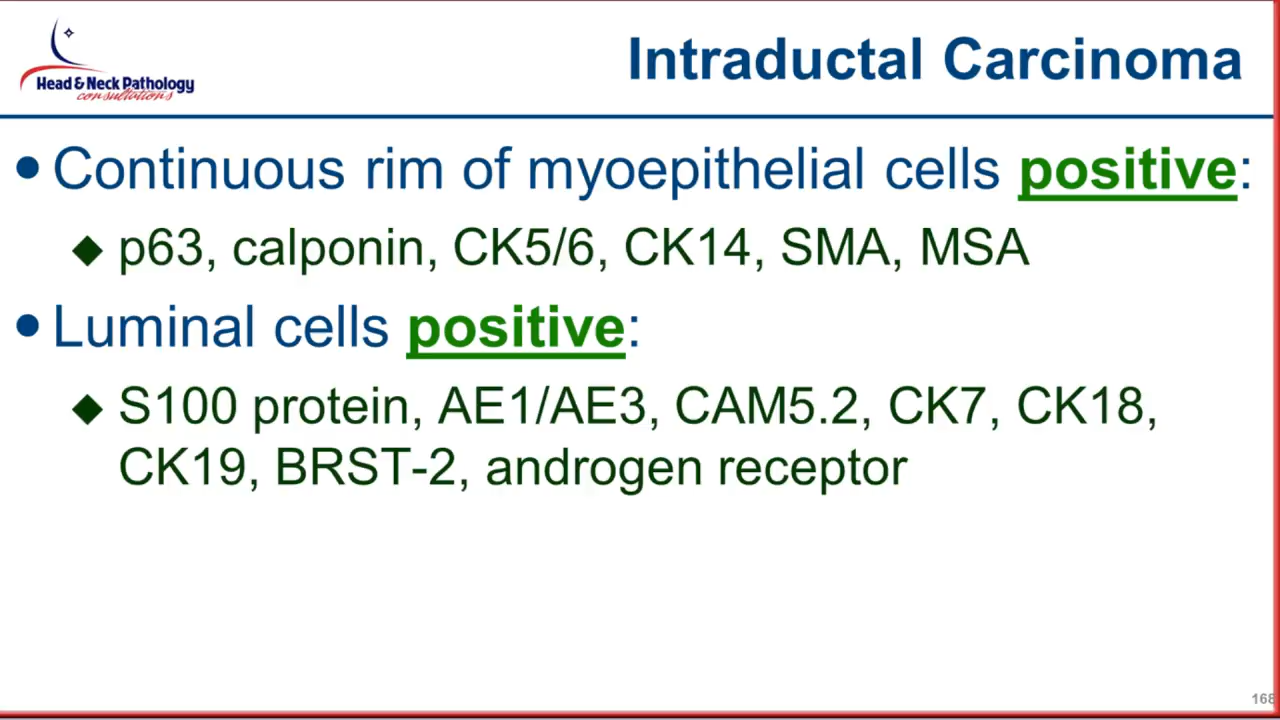 Head & Neck Pathology
consultations
Intraductal Carcinoma
• Continuous rim of myoepithelial cells positive:
◆ p63, calponin, CK5/6, CK14, SMA, MSA
• Luminal cells positive:
◆ S100 protein, AE1/AE3, CAM5.2, CK7, CK18,
CK19, BRST-2, androgen receptor
168